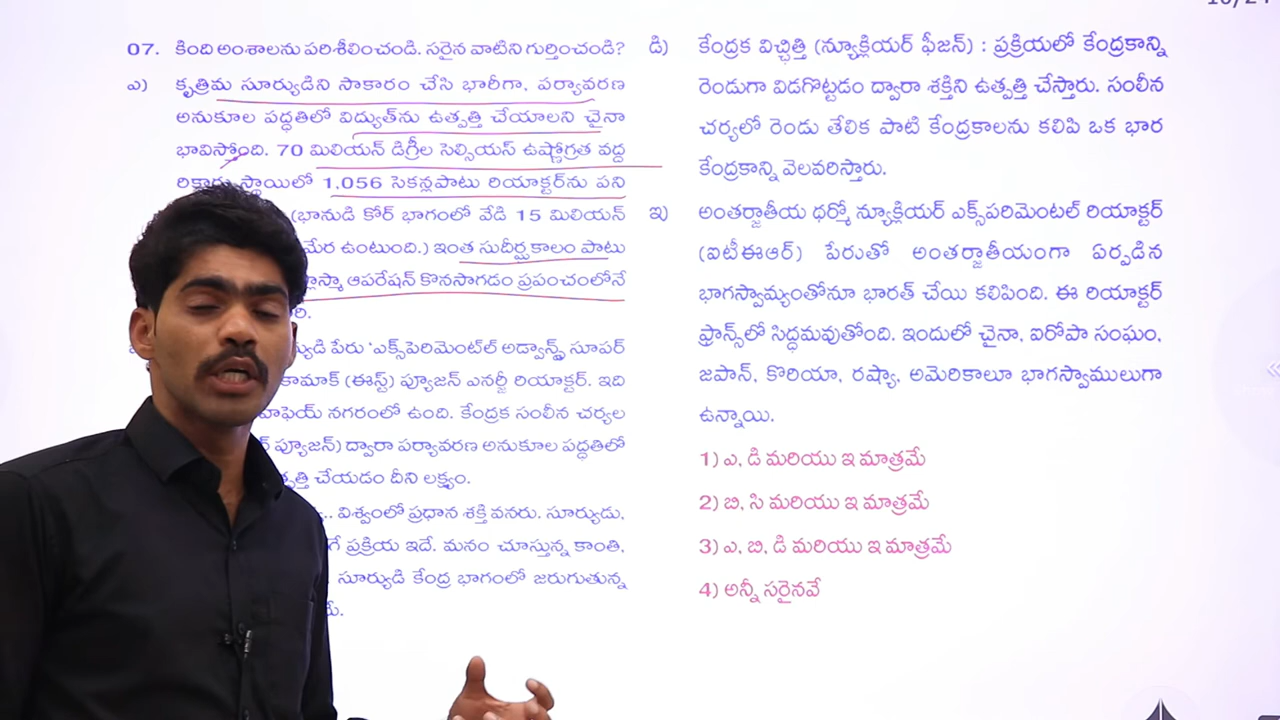 07. కింది అంశాలను పరిశీలించండి. సరైన వాటిని గుర్తించండి?
ఎ) కృత్రిమ సూర్యుడిని సాకారం చేసి భారీగా, పర్యావరణ
అనుకూల పద్ధతిలో విద్యుత్‌ను ఉత్పత్తి చేయాలని చైనా
భావిస్తోంది. 70 మిలియన్ డిగ్రీల సెల్సియస్ ఉష్ణోగ్రత వద్ద
రికార్డు స్థాయిలో 1,056 సెకన్లపాటు రియాక్టర్‌ను పని
(భానుడి కోర్ భాగంలో వేడి 15 మిలియన్
మేర ఉంటుంది.) ఇంత సుదీర్ఘకాలం పాటు
ఆపరేషన్ కొనసాగడం ప్రపంచంలోనే
పేరు 'ఎక్స్‌పెరిమెంటల్ అడ్వాన్స్డ్ సూపర్
(ఈస్ట్) ఫ్యూజన్ ఎనర్జీ రియాక్టర్. ఇది
నగరంలో ఉంది. కేంద్రక సంలీన చర్యల
ఫ్యూజన్) ద్వారా పర్యావరణ అనుకూల పద్ధతిలో
చేయడం దీని లక్ష్యం.
విశ్వంలో ప్రధాన శక్తి వనరు. సూర్యుడు,
ప్రక్రియ ఇదే. మనం చూస్తున్న కాంతి,
సూర్యుడి కేంద్ర భాగంలో జరుగుతున్న
డి) కేంద్రక విచ్ఛిత్తి (న్యూక్లియర్ ఫీజన్) : ప్రక్రియలో కేంద్రకాన్ని
రెండుగా విడగొట్టడం ద్వారా శక్తిని ఉత్పత్తి చేస్తారు. సంలీన
చర్యలో రెండు తేలిక పాటి కేంద్రకాలను కలిపి ఒక భార
కేంద్రకాన్ని వెలవరిస్తారు.
ఇ) అంతర్జాతీయ థర్మో న్యూక్లియర్ ఎక్స్‌పరిమెంటల్ రియాక్టర్
(ఐటీఈఆర్) పేరుతో అంతర్జాతీయంగా ఏర్పడిన
భాగస్వామ్యంతోనూ భారత్ చేయి కలిపింది. ఈ రియాక్టర్
ఫ్రాన్స్‌లో సిద్ధమవుతోంది. ఇందులో చైనా, ఐరోపా సంఘం,
జపాన్, కొరియా, రష్యా, అమెరికాలూ భాగస్వాములుగా
ఉన్నాయి.
1) ఎ, డి మరియు ఇ మాత్రమే
2) బి, సి మరియు ఇ మాత్రమే
3) ఎ, బి, డి మరియు ఇ మాత్రమే
4) అన్నీ సరైనవే